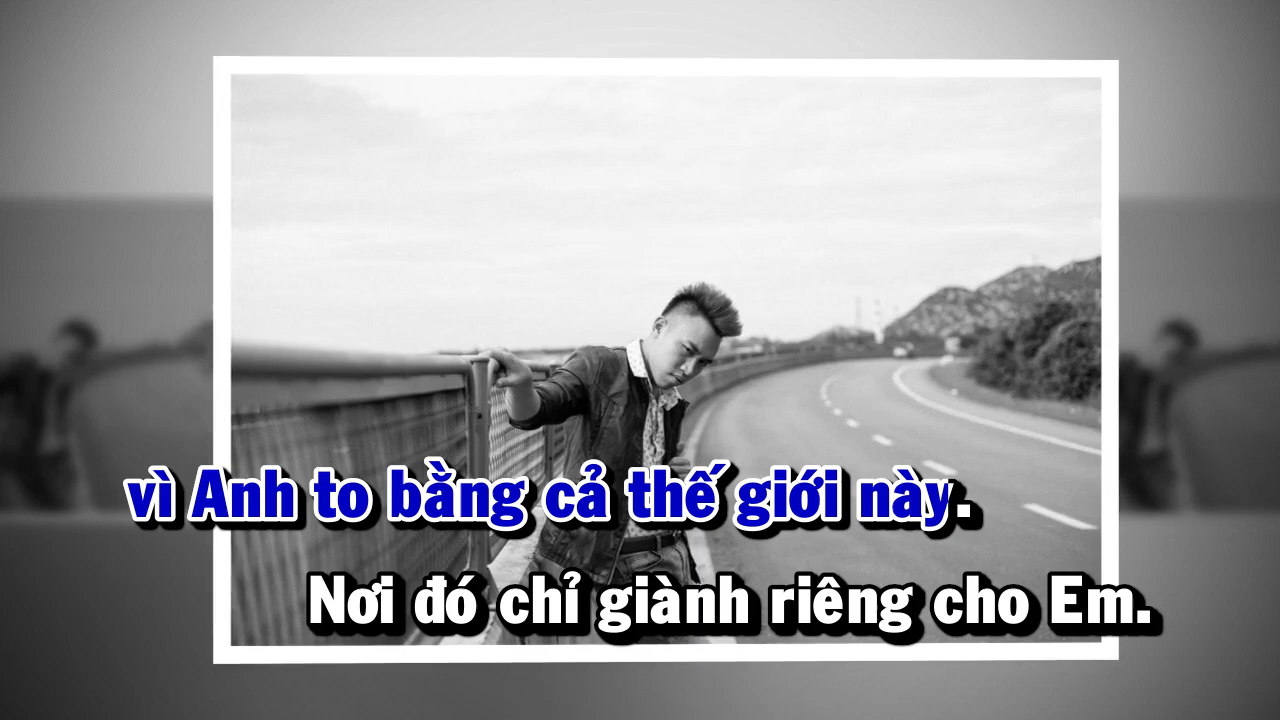 vì Anh to bằng cả thế giới này.
Nơi đó chỉ giành riêng cho Em.